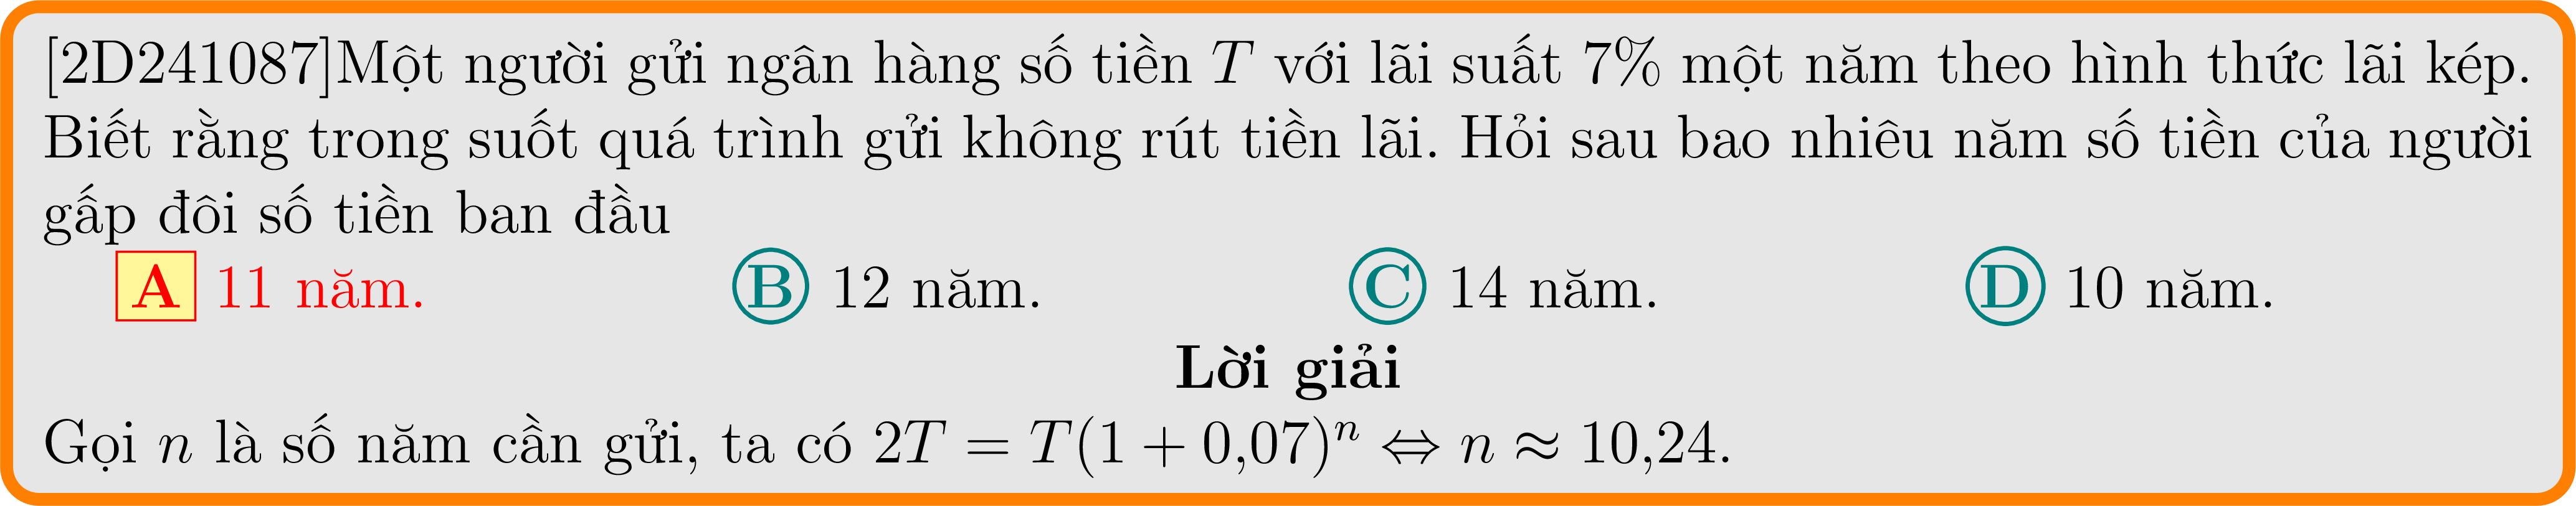 [2D241087]Một người gửi ngân hàng số tiền T với lãi suất 7% một năm theo hình thức lãi kép.
Biết rằng trong suốt quá trình gửi không rút tiền lãi. Hỏi sau bao nhiêu năm số tiền của người
gấp đôi số tiền ban đầu
A 11 năm. B 12 năm. C 14 năm. D 10 năm.
Lời giải
Gọi n là số năm cần gửi, ta có 2T = T(1 + 0,07)ⁿ ⇔ n ≈ 10,24.